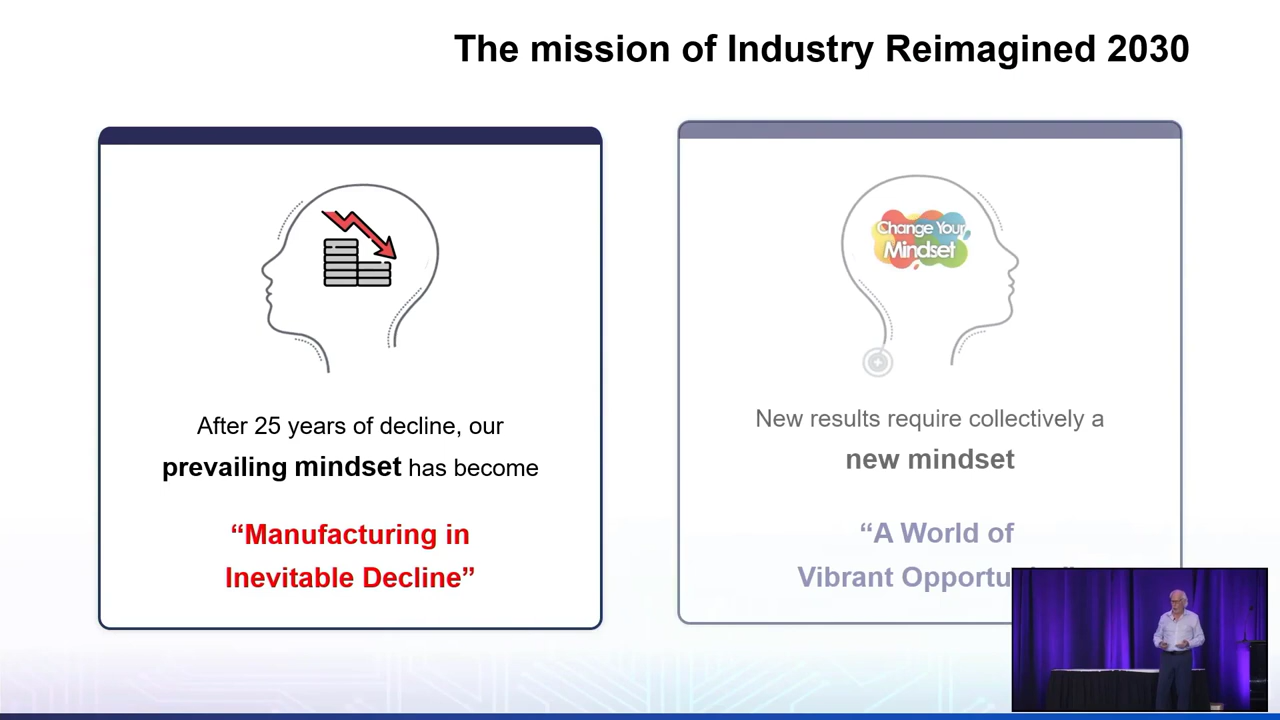 The mission of Industry Reimagined 2030
After 25 years of decline, our
prevailing mindset has become
“Manufacturing in
Inevitable Decline”
Change Your
Mindset
New results require collectively a
new mindset
“A World of
Vibrant